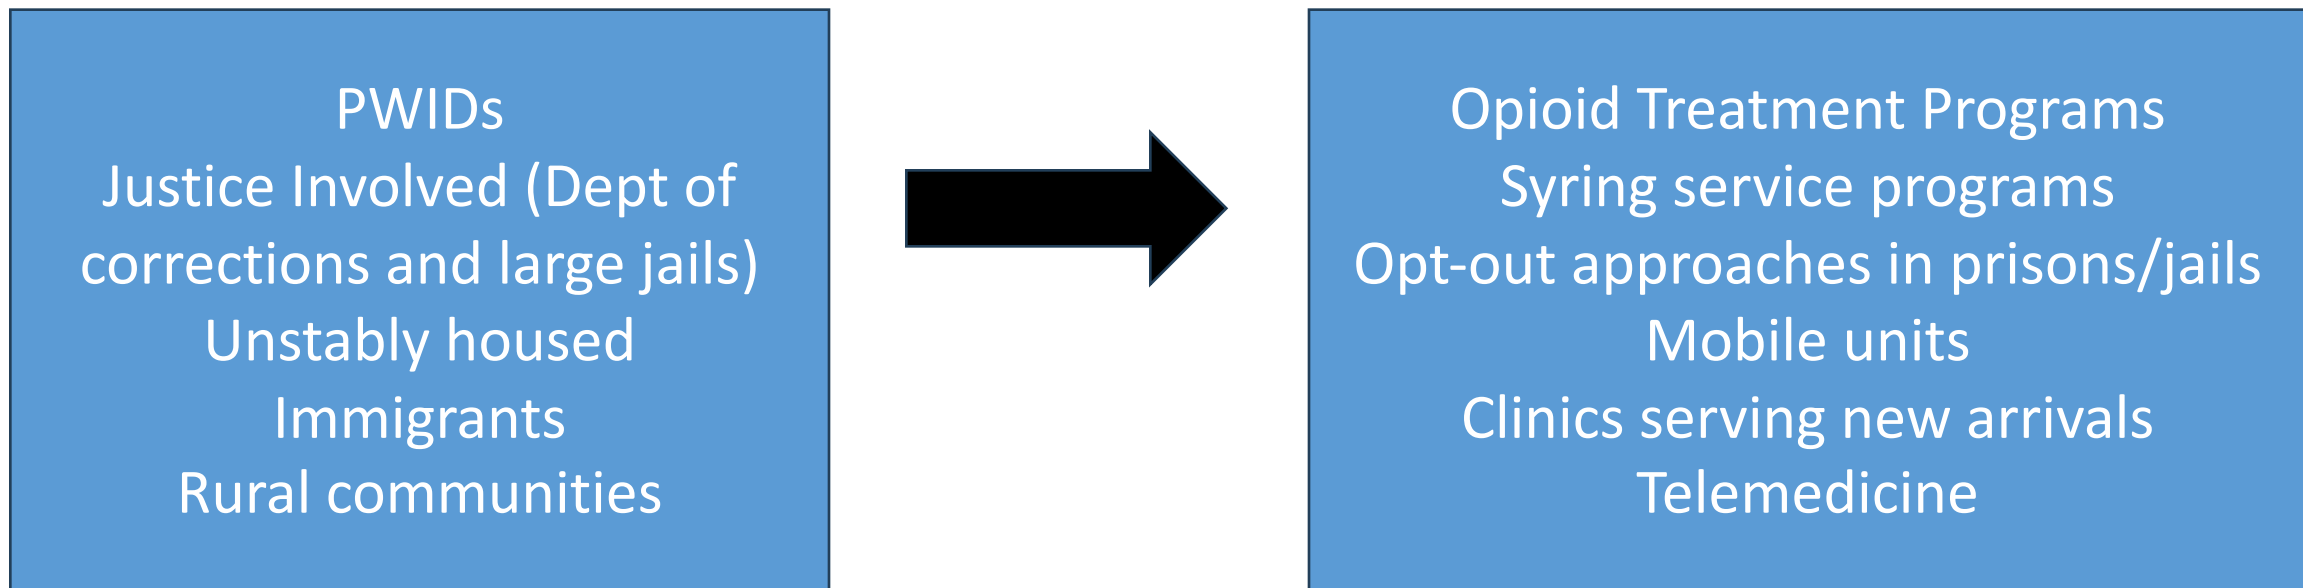 PWIDs
Justice Involved (Dept of
corrections and large jails)
Unstably housed
Immigrants
Rural communities
Opioid Treatment Programs
Syring service programs
Opt-out approaches in prisons/jails
Mobile units
Clinics serving new arrivals
Telemedicine